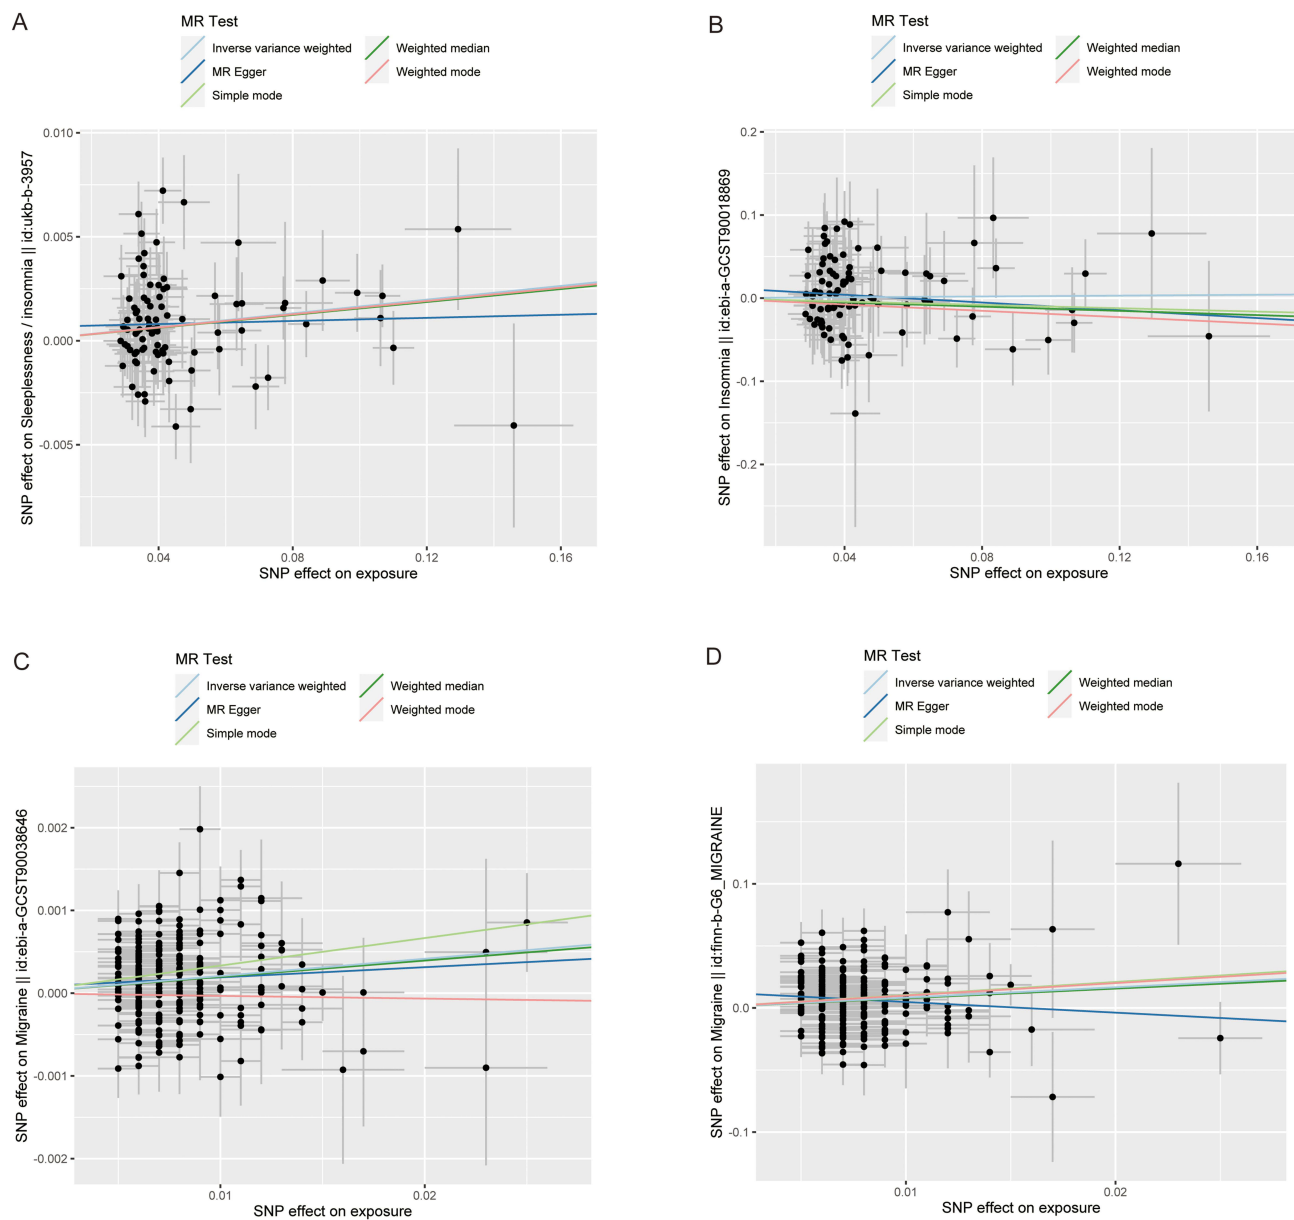 A
MR Test
Inverse variance weighted
Weighted median
MR Egger
Weighted mode
Simple mode
SNP effect on Sleeplessness / insomnia || id:ukb-b-3957
0.010
0.005
0.000
-0.005
0.04
0.08
0.12
0.16
SNP effect on exposure
B
MR Test
Inverse variance weighted
Weighted median
MR Egger
Weighted mode
Simple mode
SNP effect on Insomnia || id:ebi-a-GCST90018869
0.2
0.1
0.0
-0.1
-0.2
0.04
0.08
0.12
0.16
SNP effect on exposure
C
MR Test
Inverse variance weighted
Weighted median
MR Egger
Weighted mode
Simple mode
SNP effect on Migraine || id:ebi-a-GCST90038646
0.002
0.001
0.000
-0.001
-0.002
0.01
0.02
SNP effect on exposure
D
MR Test
Inverse variance weighted
Weighted median
MR Egger
Weighted mode
Simple mode
SNP effect on Migraine || id:finn-b-G6_MIGRAINE
0.1
0.0
-0.1
0.01
0.02
SNP effect on exposure